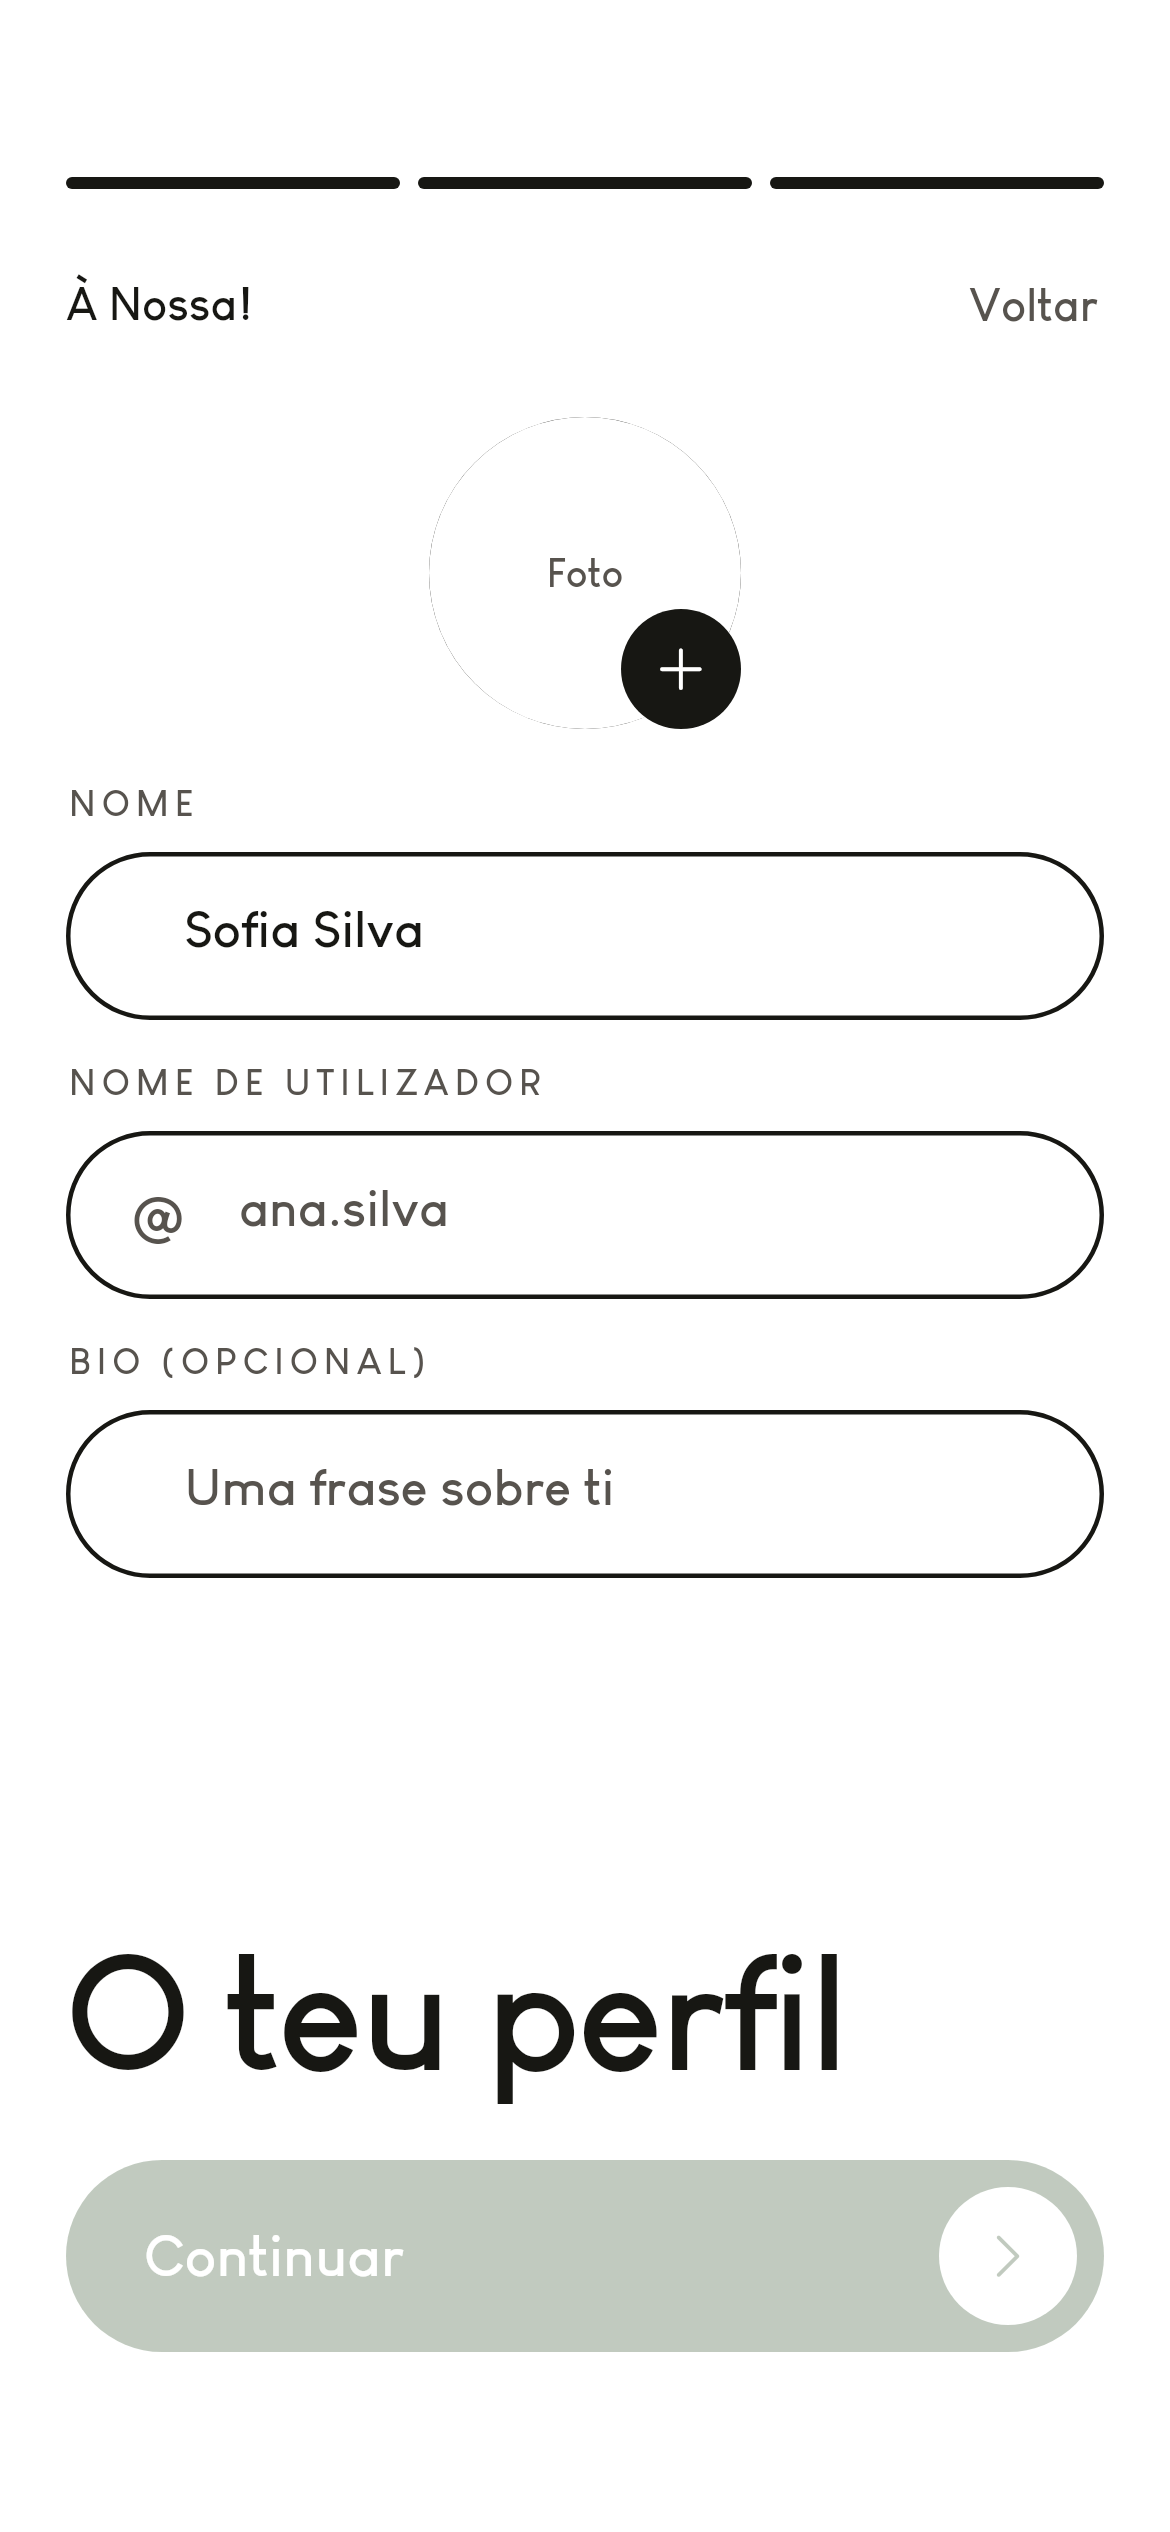 À Nossa!
Voltar
Foto
NOME
Sofia Silva
NOME DE UTILIZADOR
@ ana.silva
BIO (OPCIONAL)
Uma frase sobre ti
O teu perfil
Continuar